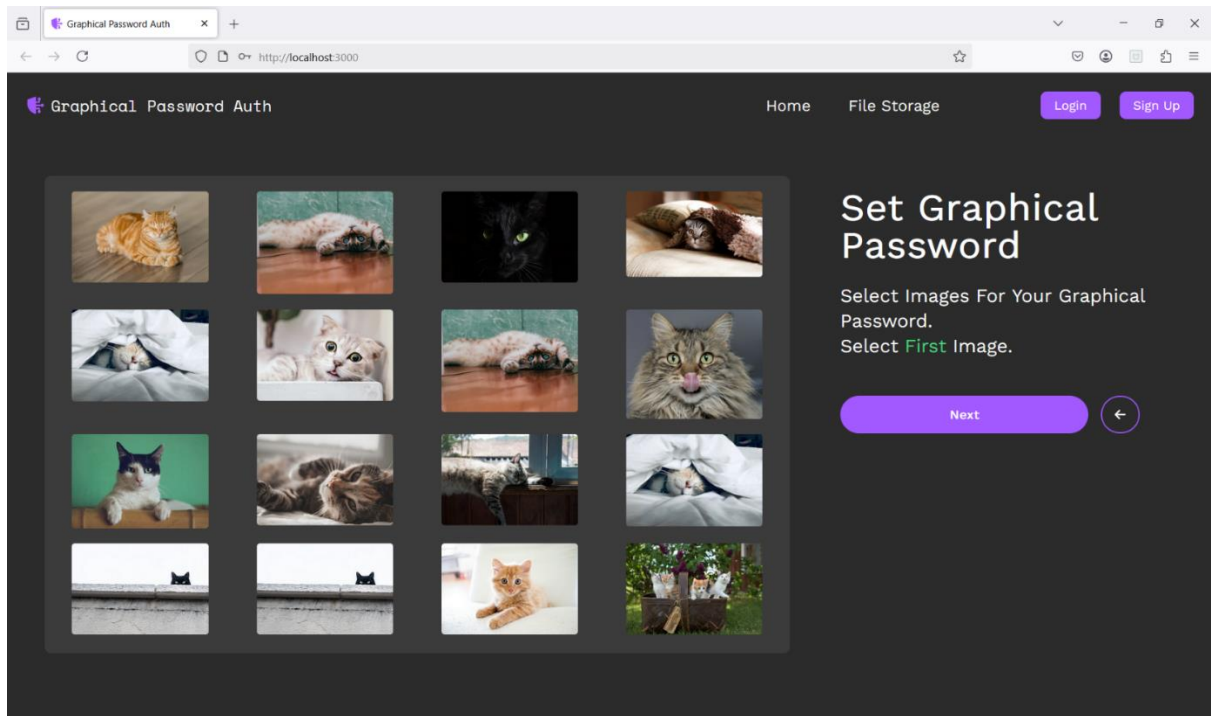 Graphical Password Auth
http://localhost:3000
Graphical Password Auth
Home
File Storage
Login
Sign Up
Set Graphical
Password
Select Images For Your Graphical
Password.
Select First Image.
Next